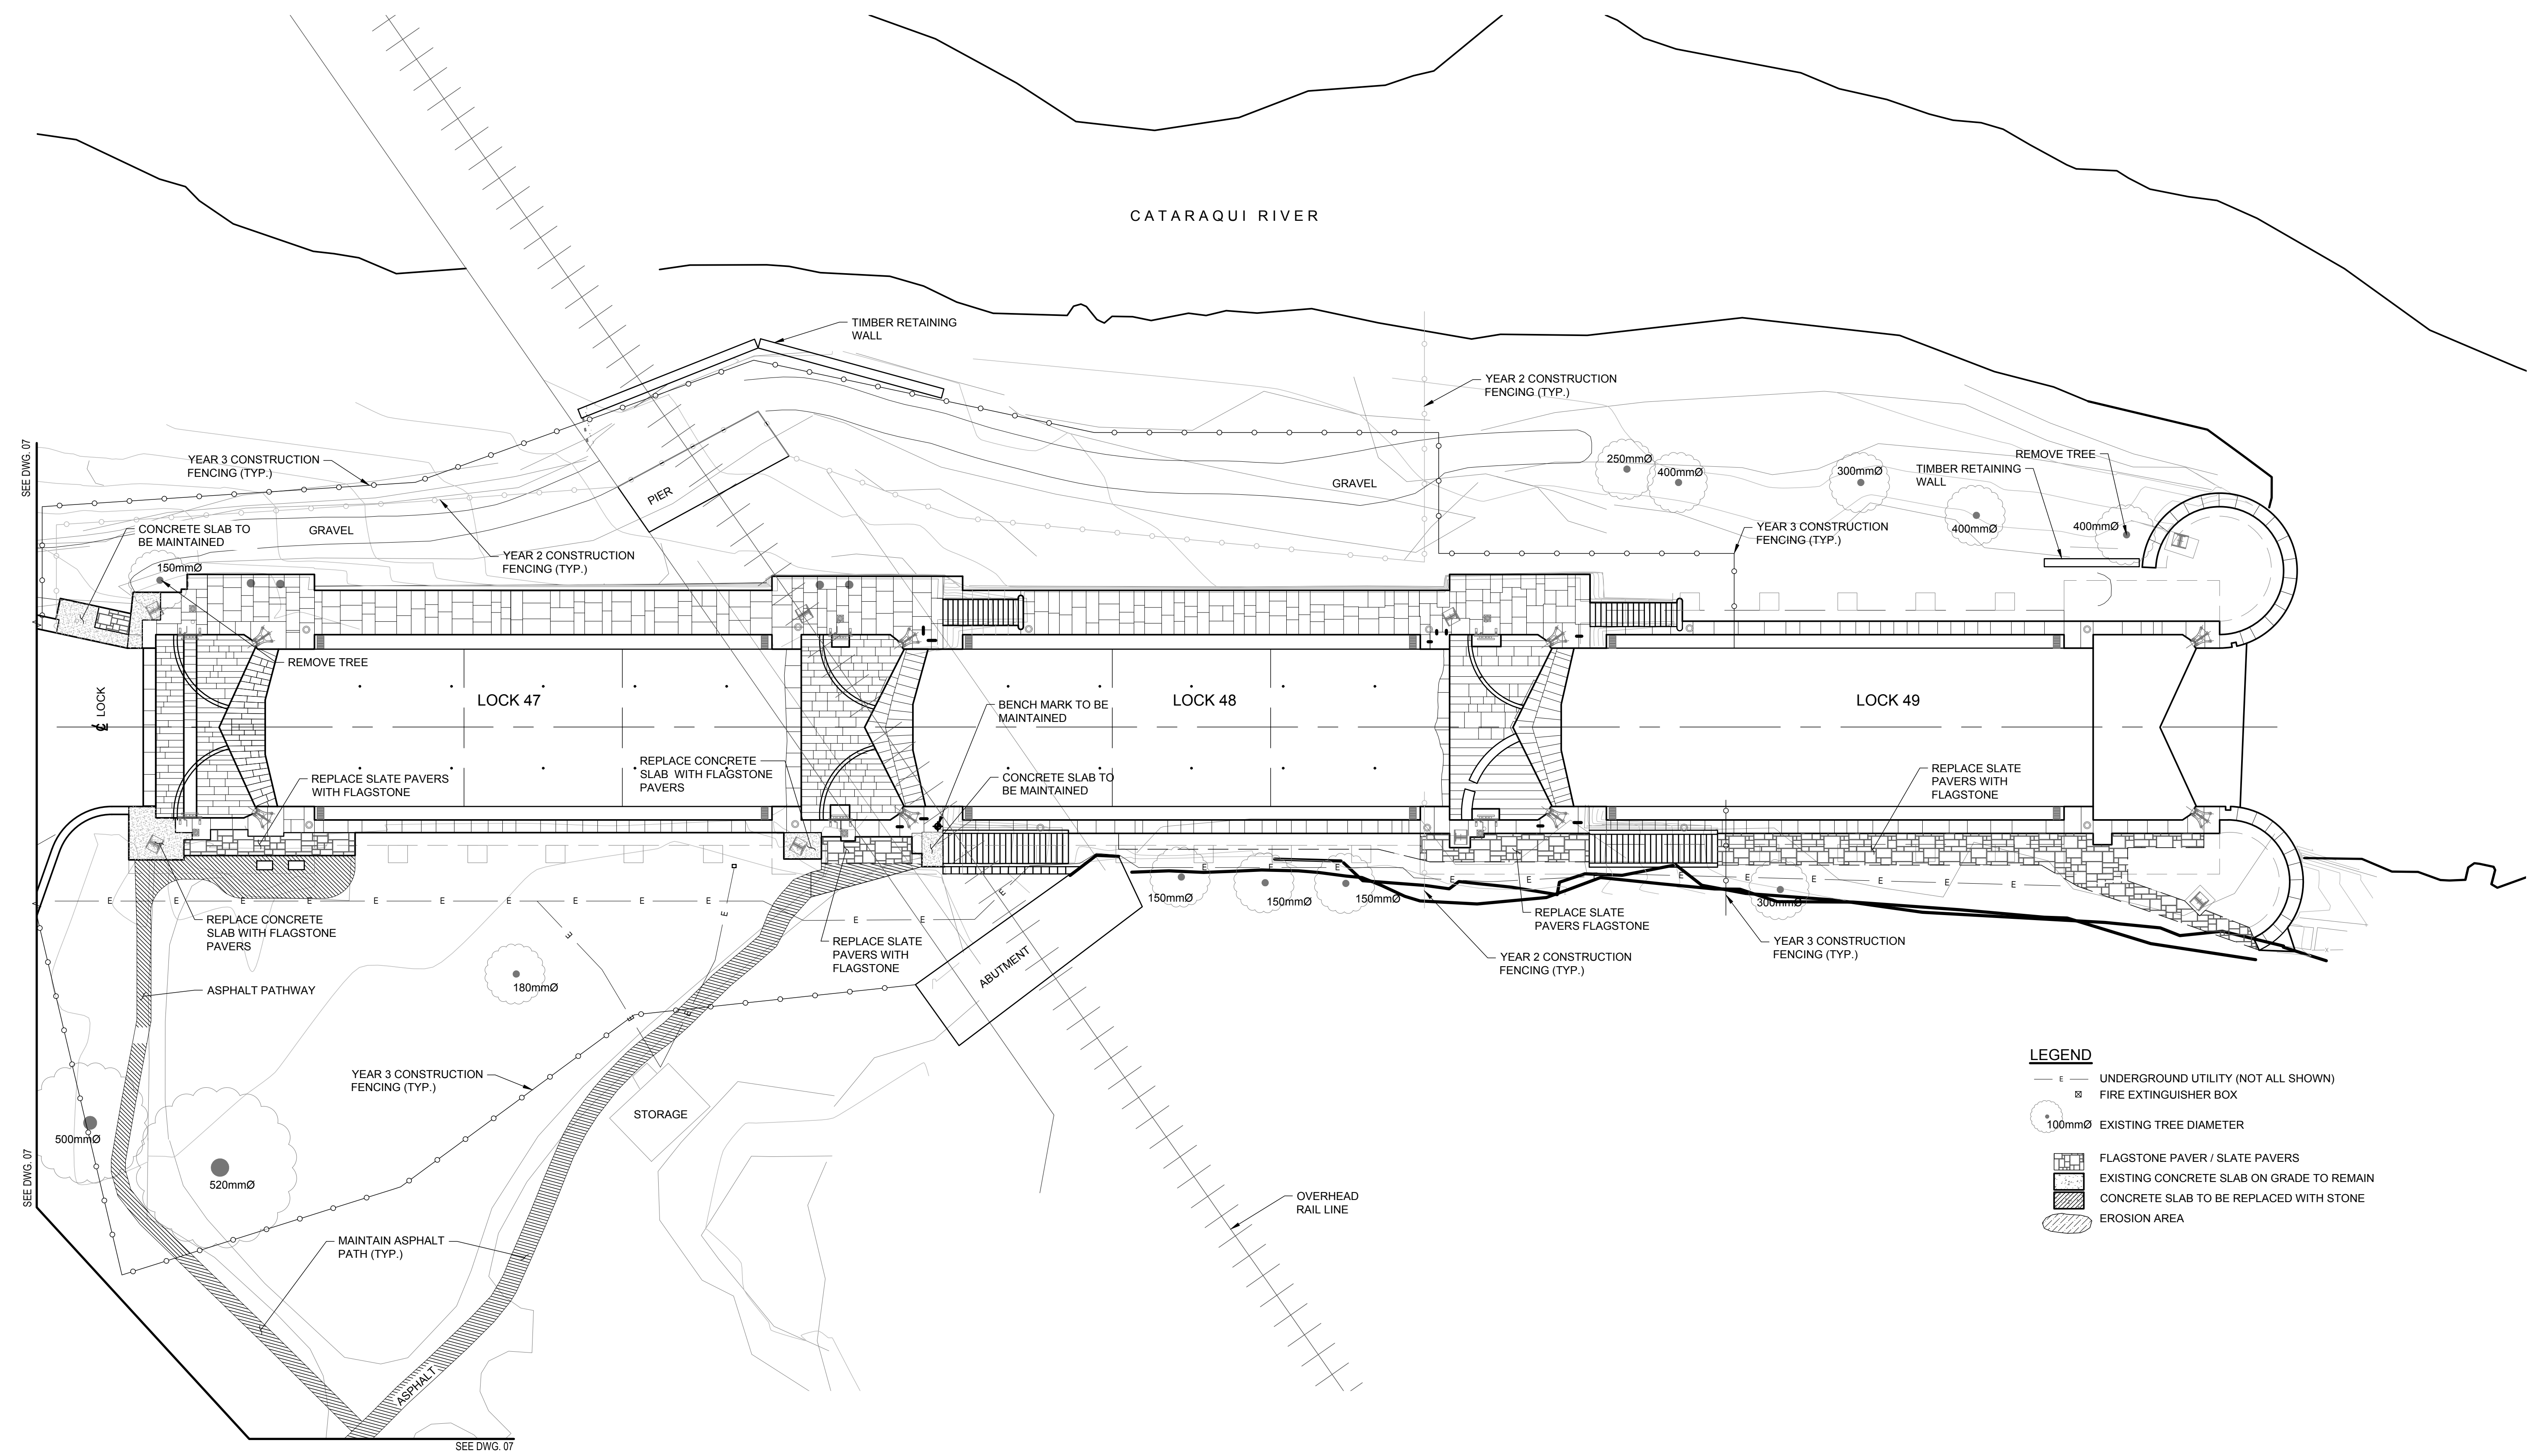 CATARAQUI RIVER
TIMBER RETAINING
WALL
YEAR 2 CONSTRUCTION
FENCING (TYP.)
SEE DWG. 07
YEAR 3 CONSTRUCTION
FENCING (TYP.)
PIER
GRAVEL
250mmØ
400mmØ
300mmØ
REMOVE TREE
TIMBER RETAINING
WALL
400mmØ
400mmØ
CONCRETE SLAB TO
BE MAINTAINED
GRAVEL
YEAR 2 CONSTRUCTION
FENCING (TYP.)
YEAR 3 CONSTRUCTION
FENCING (TYP.)
150mmØ
REMOVE TREE
LOCK
LOCK 47
LOCK 48
LOCK 49
BENCH MARK TO BE
MAINTAINED
REPLACE CONCRETE
SLAB WITH FLAGSTONE
PAVERS
REPLACE SLATE PAVERS
WITH FLAGSTONE
CONCRETE SLAB TO
BE MAINTAINED
REPLACE SLATE
PAVERS WITH
FLAGSTONE
E E E E E E E E E E
E E E E E E E E E E
E E E E E E
150mmØ
150mmØ
150mmØ
300mmØ
REPLACE CONCRETE
SLAB WITH FLAGSTONE
PAVERS
REPLACE SLATE
PAVERS WITH
FLAGSTONE
REPLACE SLATE
PAVERS FLAGSTONE
YEAR 2 CONSTRUCTION
FENCING (TYP.)
YEAR 3 CONSTRUCTION
FENCING (TYP.)
ABUTMENT
ASPHALT PATHWAY
180mmØ
YEAR 3 CONSTRUCTION
FENCING (TYP.)
STORAGE
500mmØ
520mmØ
SEE DWG. 07
MAINTAIN ASPHALT
PATH (TYP.)
OVERHEAD
RAIL LINE
ASPHALT
SEE DWG. 07
LEGEND
E UNDERGROUND UTILITY (NOT ALL SHOWN)
FIRE EXTINGUISHER BOX
100mmØ EXISTING TREE DIAMETER
FLAGSTONE PAVER / SLATE PAVERS
EXISTING CONCRETE SLAB ON GRADE TO REMAIN
CONCRETE SLAB TO BE REPLACED WITH STONE
EROSION AREA